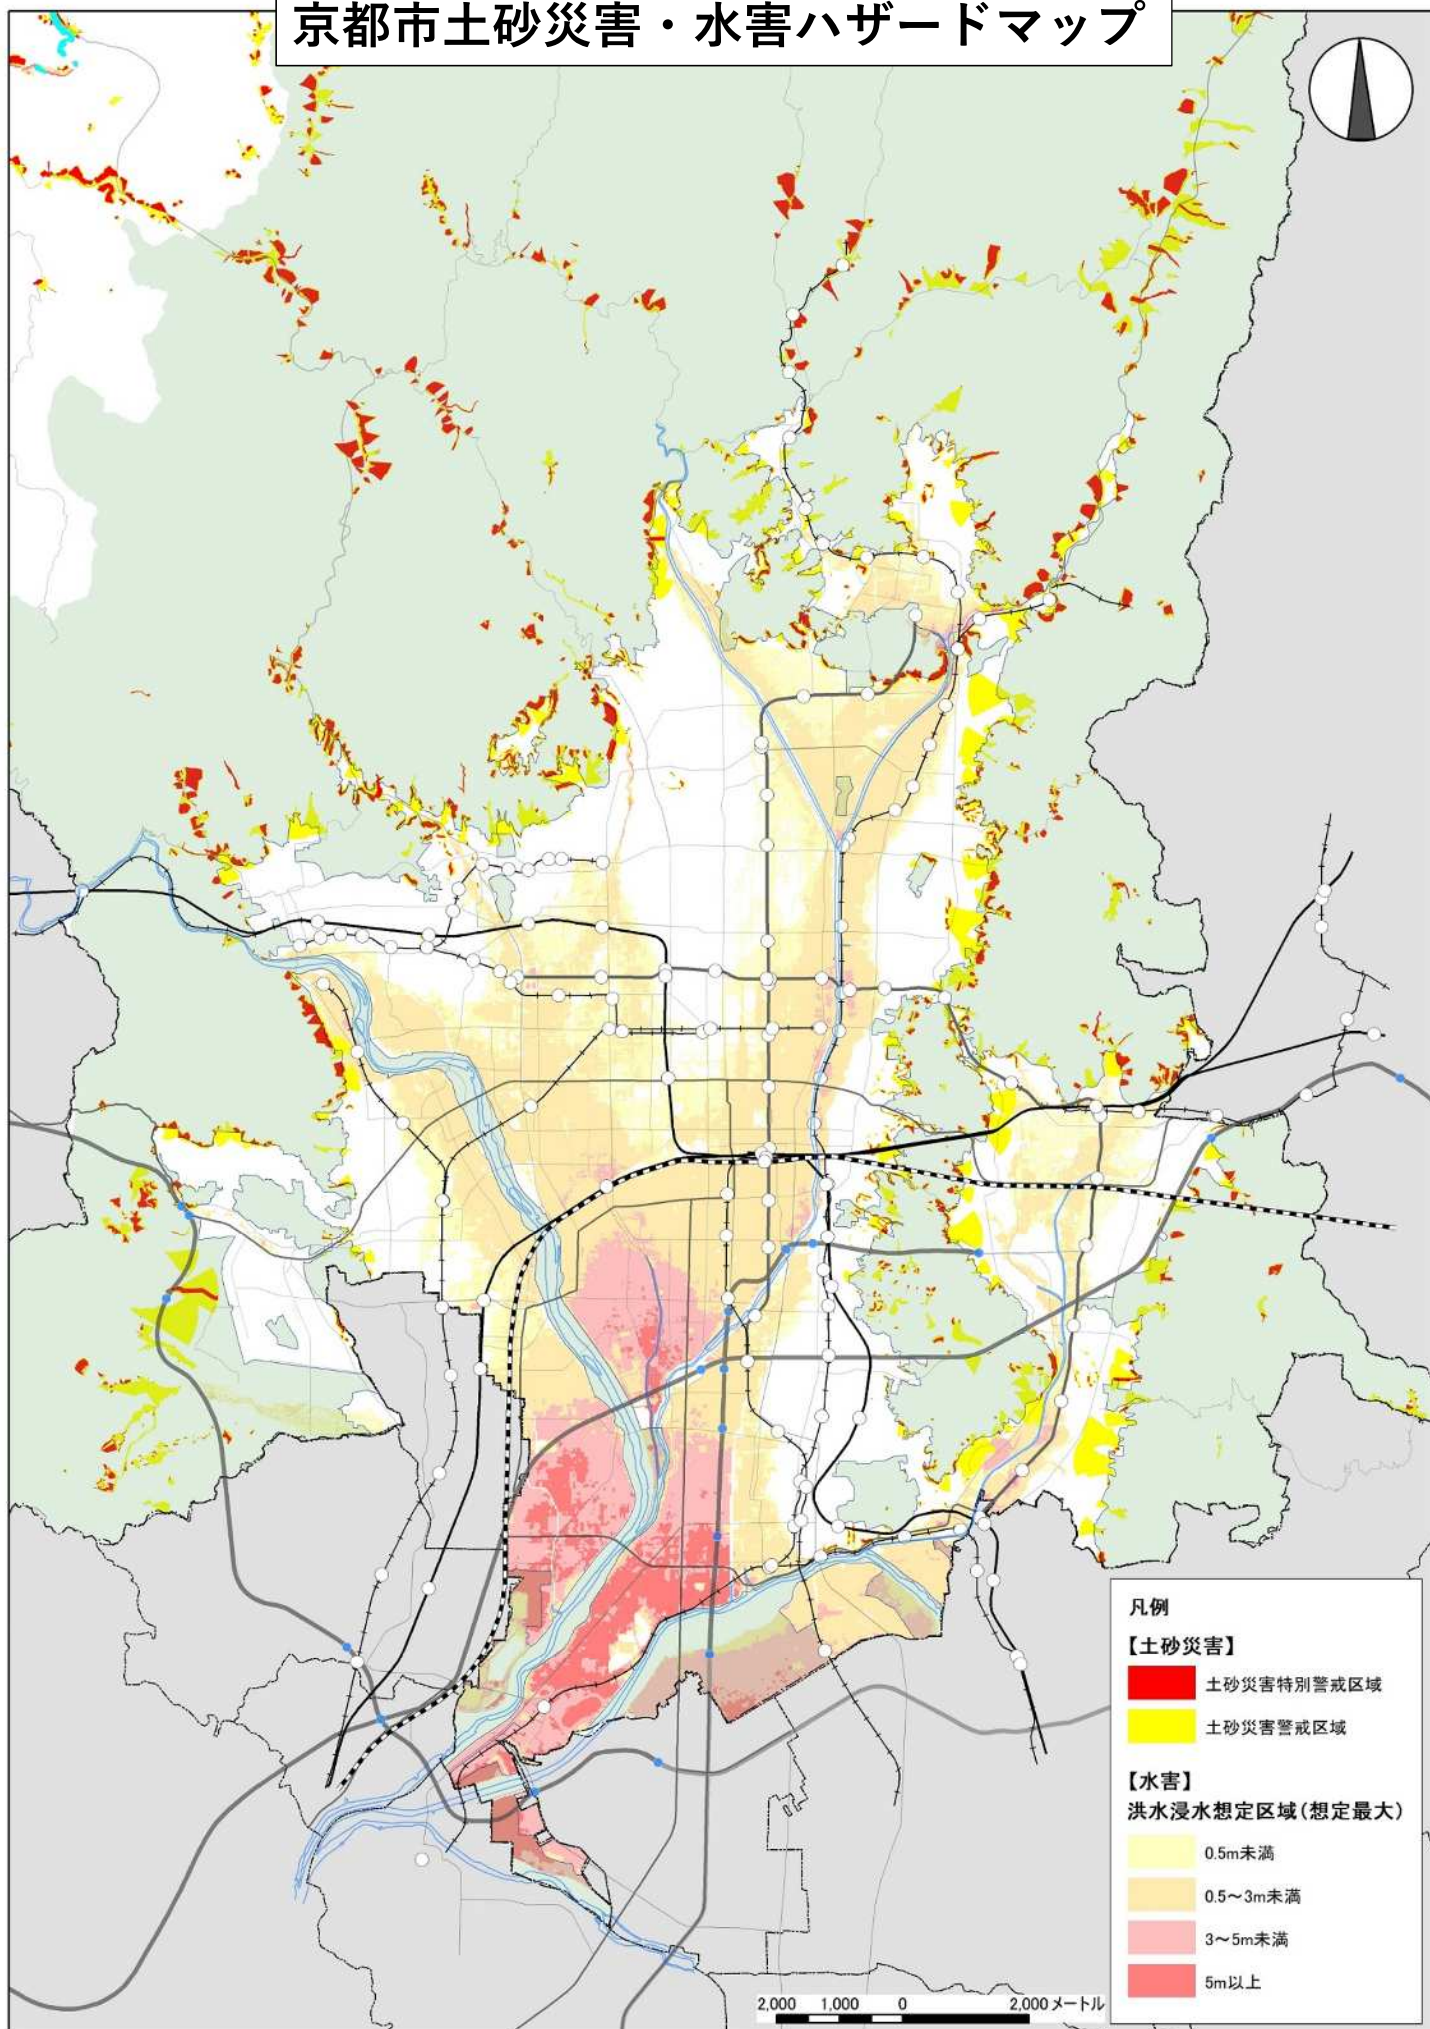 京都市土砂災害・水害ハザードマップ
凡例
【土砂災害】
土砂災害特別警戒区域
土砂災害警戒区域
【水害】
洪水浸水想定区域(想定最大)
0.5m未満
0.5～3m未満
3～5m未満
5m以上
2,000 1,000 0 2,000 メートル